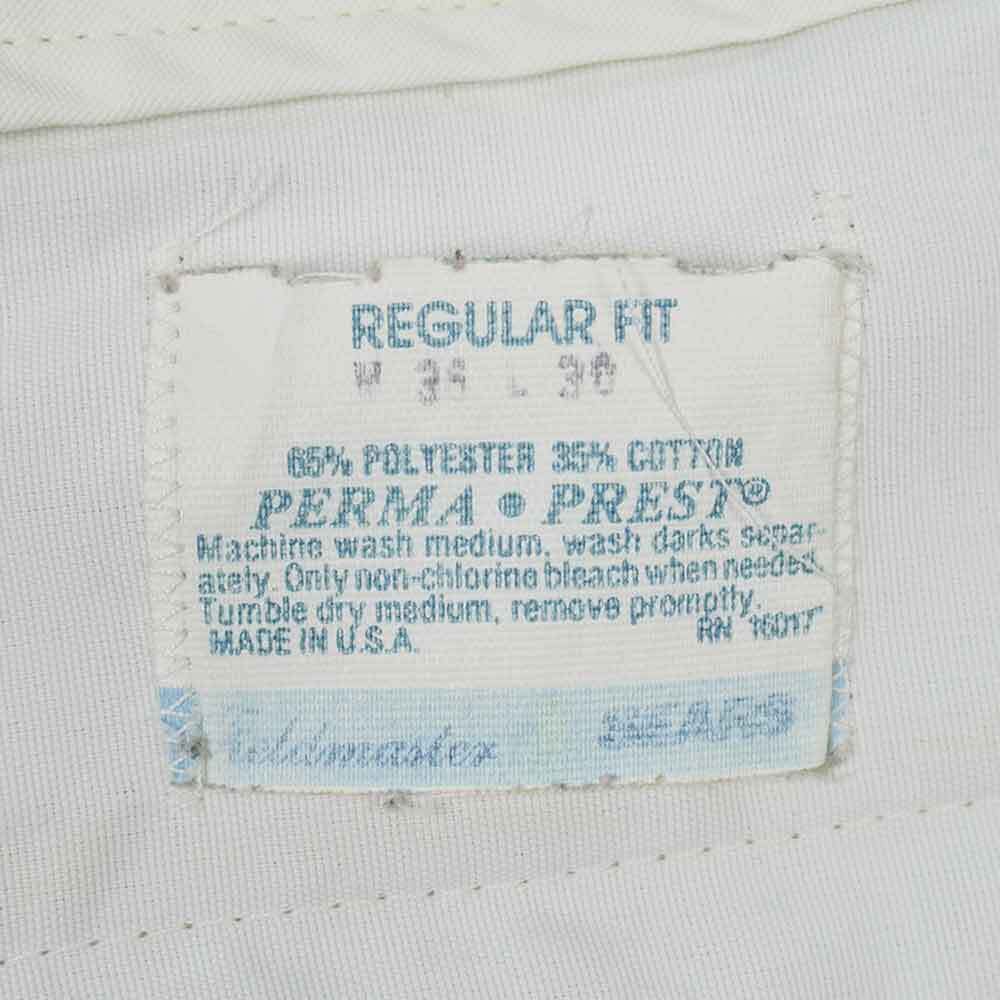 REGULAR FIT
W 34 L 30
65% POLYESTER 35% COTTON
PERMA • PREST®
Machine wash medium, wash darks separ-
ately. Only non-chlorine bleach when needed.
Tumble dry medium, remove promptly.
MADE IN U.S.A. RN 16017
Fieldmaster SEARS